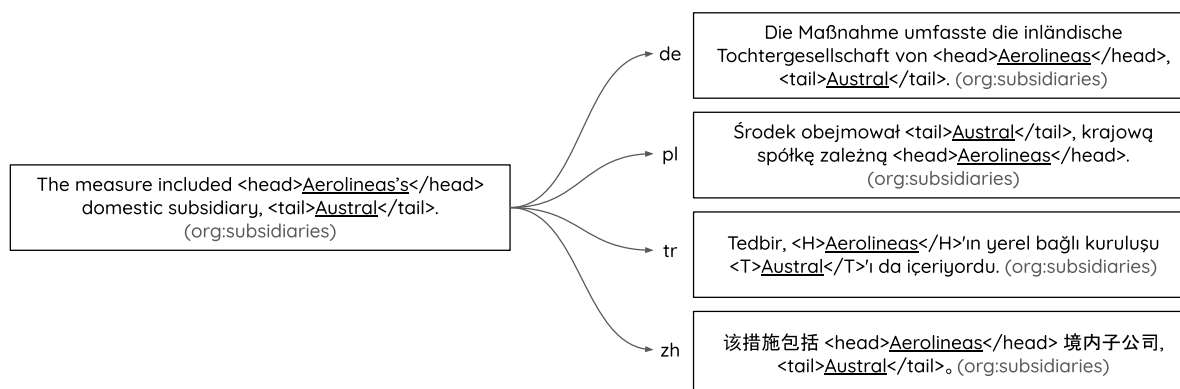 The measure included <head>Aerolineas’s</head>
domestic subsidiary, <tail>Austral</tail>.
(org:subsidiaries)
de
Die Maßnahme umfasste die inländische
Tochtergesellschaft von <head>Aerolineas</head>,
<tail>Austral</tail>. (org:subsidiaries)
pl
Środek obejmował <tail>Austral</tail>, krajową
spółkę zależną <head>Aerolineas</head>.
(org:subsidiaries)
tr
Tedbir, <H>Aerolineas</H>'ın yerel bağlı kuruluşu
<T>Austral</T>'ı da içeriyordu. (org:subsidiaries)
zh
该措施包括 <head>Aerolineas</head> 境内子公司,
<tail>Austral</tail>。(org:subsidiaries)